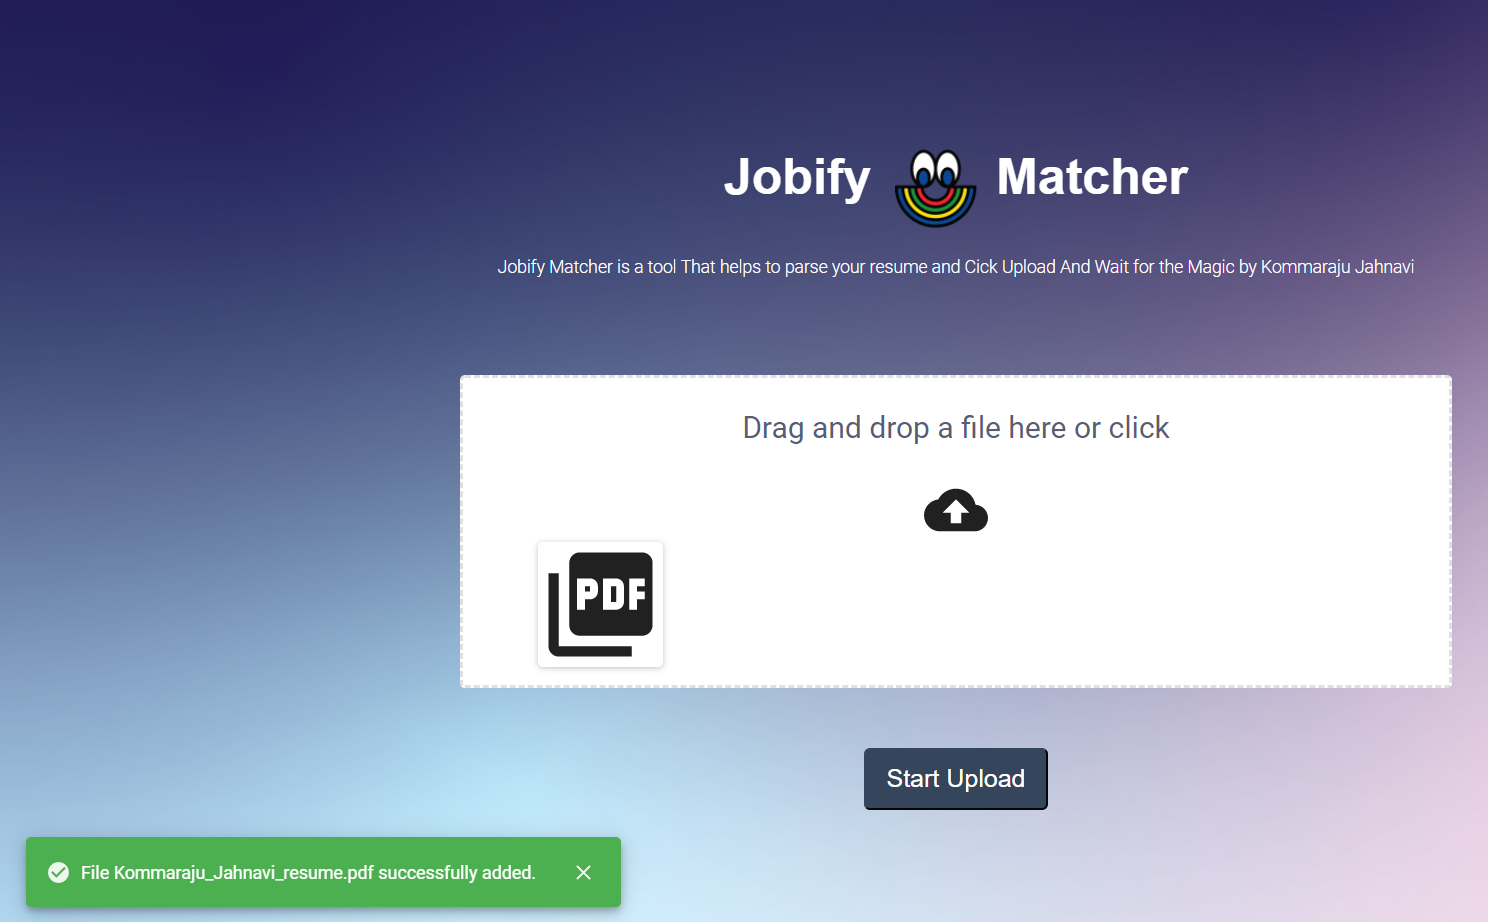 Jobify Matcher
Jobify Matcher is a tool That helps to parse your resume and Cick Upload And Wait for the Magic by Kommaraju Jahnavi
Drag and drop a file here or click
PDF
Start Upload
File Kommaraju_Jahnavi_resume.pdf successfully added.